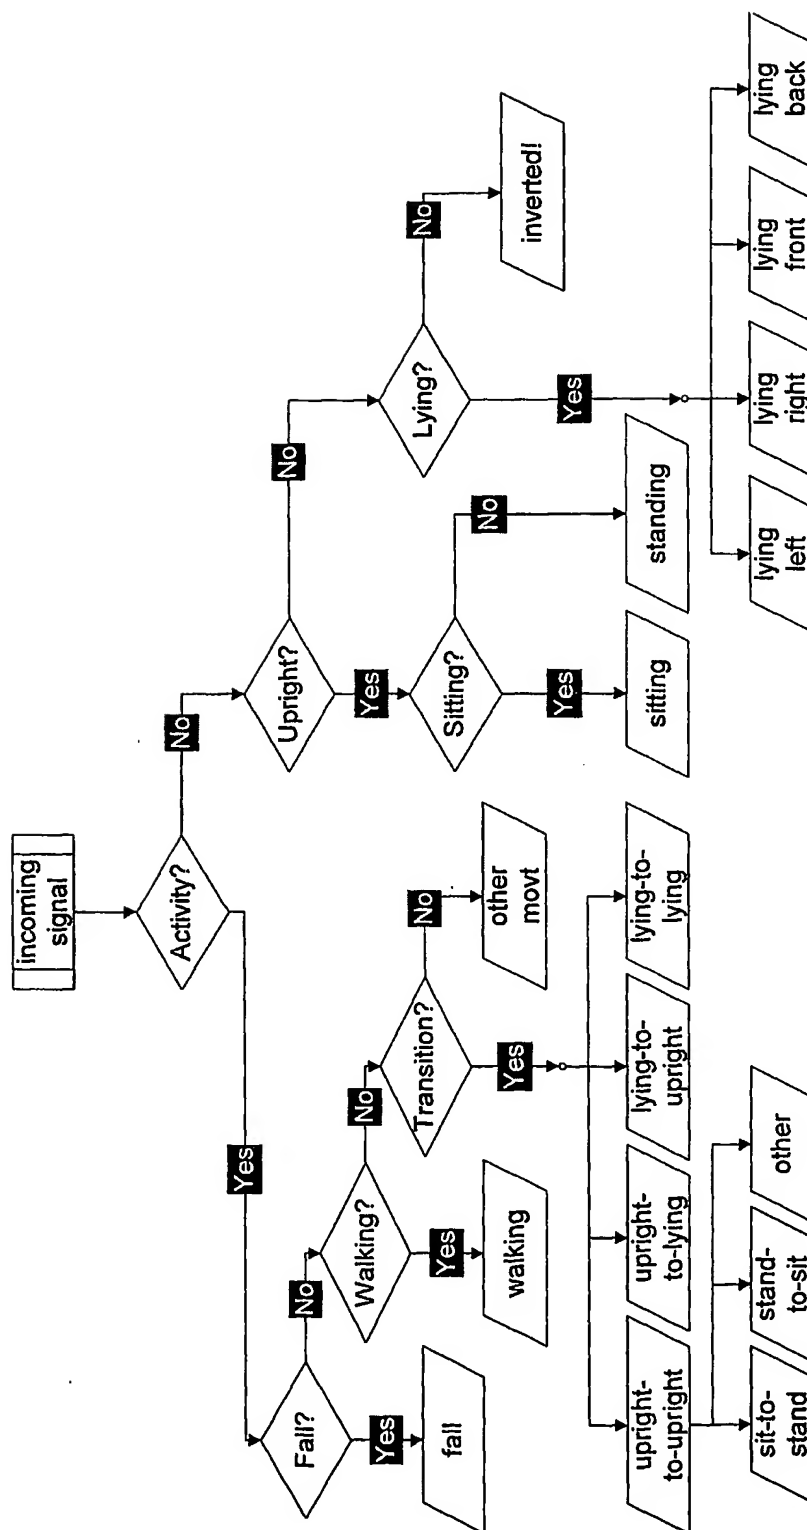 incoming
signal
Activity?
Yes
No
Fall?
No
Yes
fall
Walking?
No
Yes
walking
Transition?
No
other
movt
Yes
upright-
to-upright
upright-
to-lying
lying-to-
upright
lying-to-
lying
sit-to-
stand
stand-
to-sit
other
Upright?
No
Yes
Sitting?
No
Yes
sitting
standing
Lying?
No
inverted!
Yes
lying
left
lying
right
lying
front
lying
back